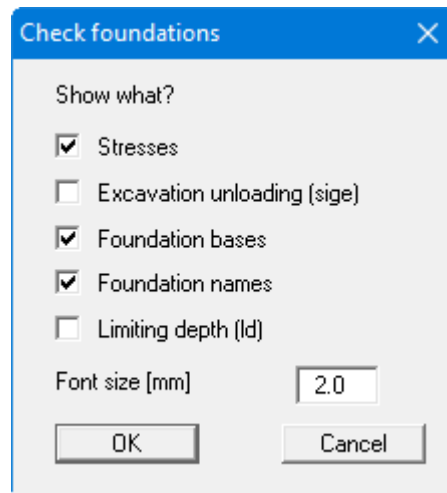 Check foundations
Show what?
Stresses
Excavation unloading (sige)
Foundation bases
Foundation names
Limiting depth (ld)
Font size [mm] 2.0
OK Cancel